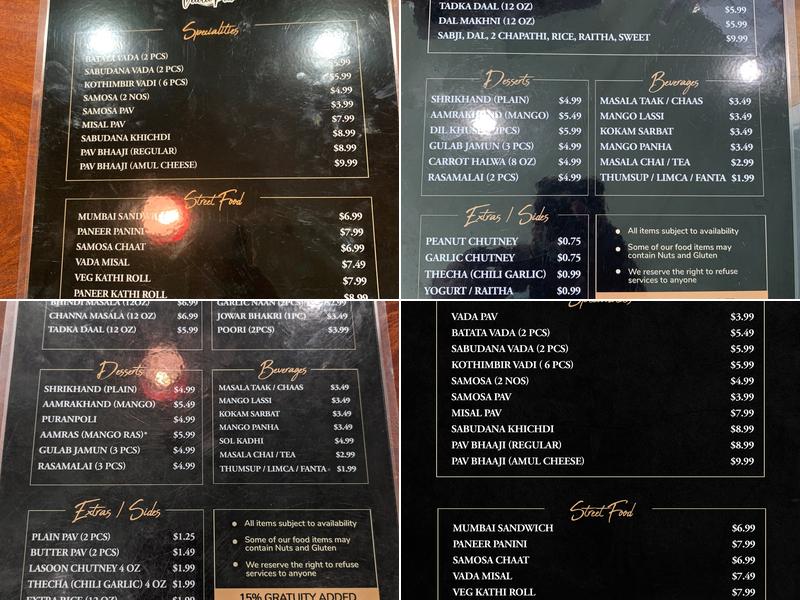 Specialities
BATATA VADA (2 PCS)
SABUDANA VADA (2 PCS) $5.99
KOTHIMBIR VADI ( 6 PCS) $5.99
SAMOSA (2 NOS) $4.99
SAMOSA PAV $3.99
MISAL PAV $7.99
SABUDANA KHICHDI $8.99
PAV BHAAJI (REGULAR) $8.99
PAV BHAAJI (AMUL CHEESE) $9.99
Street Food
MUMBAI $6.99
PANEER PANINI $7.99
SAMOSA CHAAT $6.99
VADA MISAL $7.49
VEG KATHI ROLL $7.99
PANEER KATHI ROLL $8.99
TADKA DAAL (12 OZ) $5.99
DAL MAKHNI (12 OZ) $5.99
SABJI, DAL, 2 CHAPATHI, RICE, RAITHA, SWEET $9.99
Desserts
SHRIKHAND (PLAIN) $4.99
AAMRAKHAND (MANGO) $5.49
DIL KHUSH (2PCS) $5.99
GULAB JAMUN (3 PCS) $4.99
CARROT HALWA (8 OZ) $4.99
RASAMALAI (2 PCS) $4.99
Beverages
MASALA TAAK / CHAAS $3.49
MANGO LASSI $3.49
KOKAM SARBAT $3.49
MANGO PANHA $3.49
MASALA CHAI / TEA $2.99
THUMSUP / LIMCA / FANTA $1.99
Extras / Sides
PEANUT CHUTNEY $0.75
GARLIC CHUTNEY $0.75
THECHA (CHILI GARLIC) $0.99
YOGURT / RAITHA $0.99
All items subject to availability
Some of our food items may
contain Nuts and Gluten
We reserve the right to refuse
services to anyone
BHINDI MASALA (12OZ) $6.99
CHANNA MASALA (12 OZ) $6.99
TADKA DAAL (12 OZ) $5.99
GARLIC NAAN (2PCS) $2.99
JOWAR BHAKRI (1PC) $3.49
POORI (2PCS) $3.99
Desserts
SHRIKHAND (PLAIN) $4.99
AAMRAKHAND (MANGO) $5.49
PURANPOLI $4.99
AAMRAS (MANGO RAS)* $5.99
GULAB JAMUN (3 PCS) $4.99
RASAMALAI (3 PCS) $4.99
Beverages
MASALA TAAK / CHAAS $3.49
MANGO LASSI $3.49
KOKAM SARBAT $3.49
MANGO PANHA $3.49
SOL KADHI $4.99
MASALA CHAI / TEA $2.99
THUMSUP / LIMCA / FANTA $1.99
Extras / Sides
PLAIN PAV (2 PCS) $1.25
BUTTER PAV (2 PCS) $1.49
LASOON CHUTNEY 4 OZ $1.99
THECHA (CHILI GARLIC) 4 OZ $1.99
EXTRA RICE (12 OZ) $1.99
All items subject to availability
Some of our food items may
contain Nuts and Gluten
We reserve the right to refuse
services to anyone
15% GRATUITY ADDED
VADA PAV $3.99
BATATA VADA (2 PCS) $5.49
SABUDANA VADA (2 PCS) $5.99
KOTHIMBIR VADI ( 6 PCS) $5.99
SAMOSA (2 NOS) $4.99
SAMOSA PAV $3.99
MISAL PAV $7.99
SABUDANA KHICHDI $8.99
PAV BHAAJI (REGULAR) $8.99
PAV BHAAJI (AMUL CHEESE) $9.99
Street Food
MUMBAI SANDWICH $6.99
PANEER PANINI $7.99
SAMOSA CHAAT $6.99
VADA MISAL $7.49
VEG KATHI ROLL $7.99